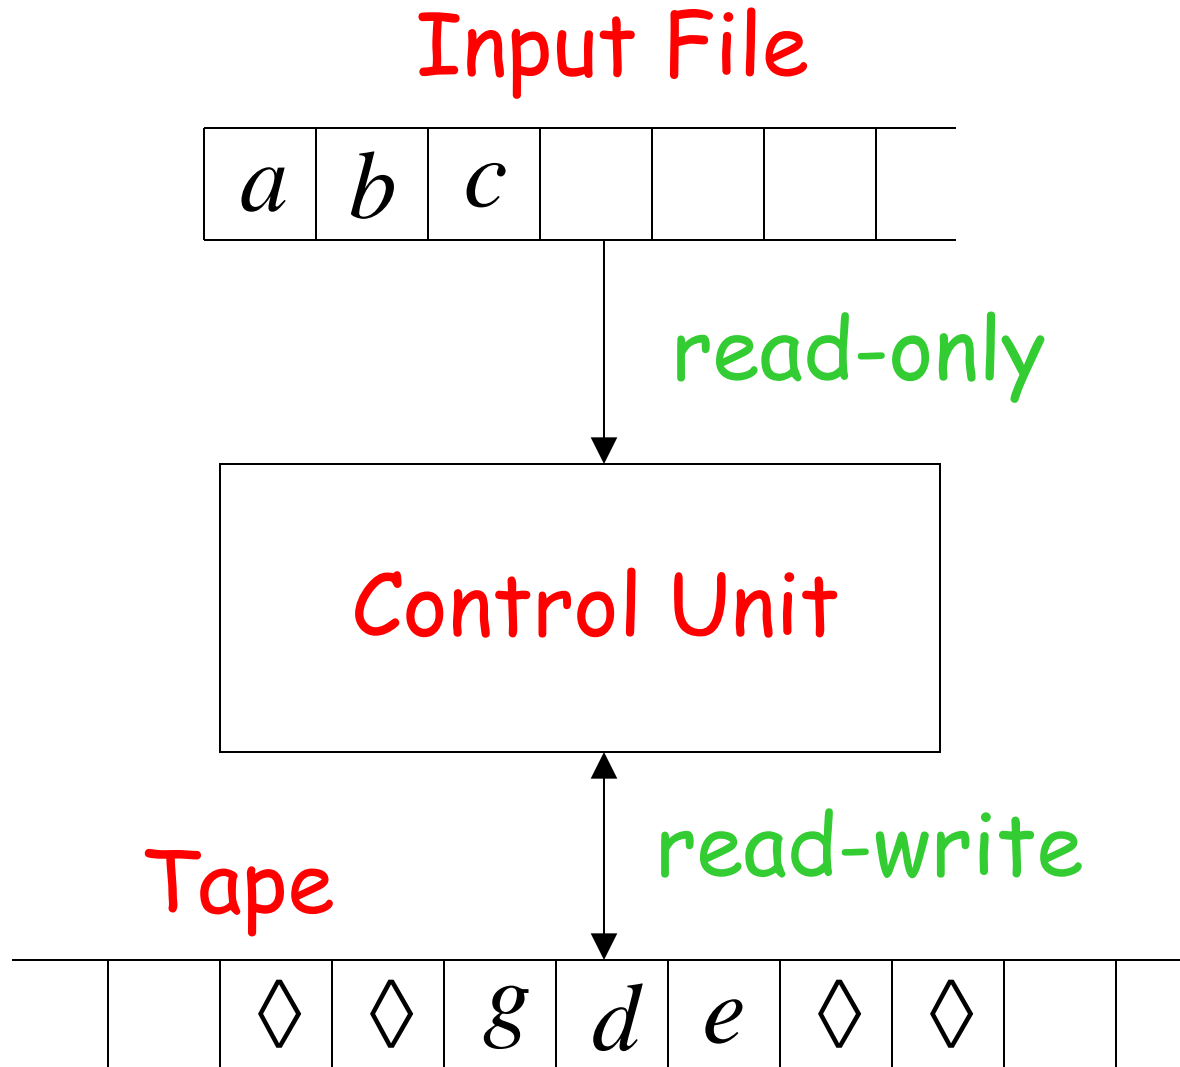 Input File
a b c
read-only
Control Unit
read-write
Tape
◊ ◊ g d e ◊ ◊